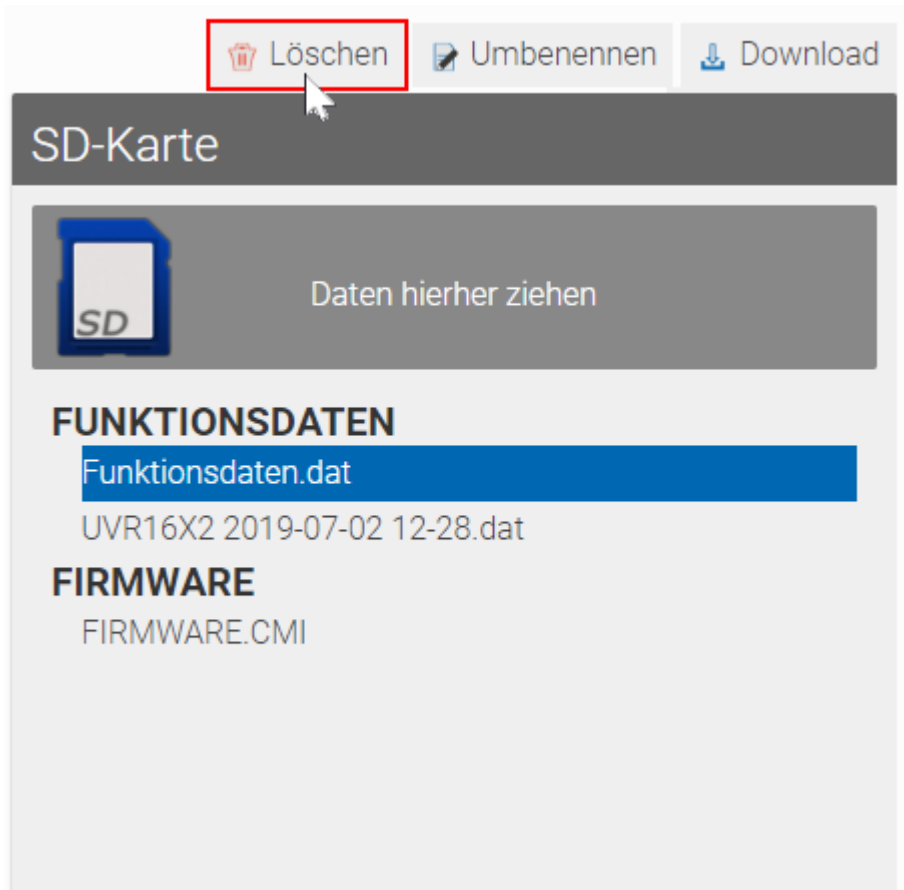 Löschen Umbenennen Download
SD-Karte
SD
Daten hierher ziehen
FUNKTIONSDATEN
Funktionsdaten.dat
UVR16X2 2019-07-02 12-28.dat
FIRMWARE
FIRMWARE.CMI